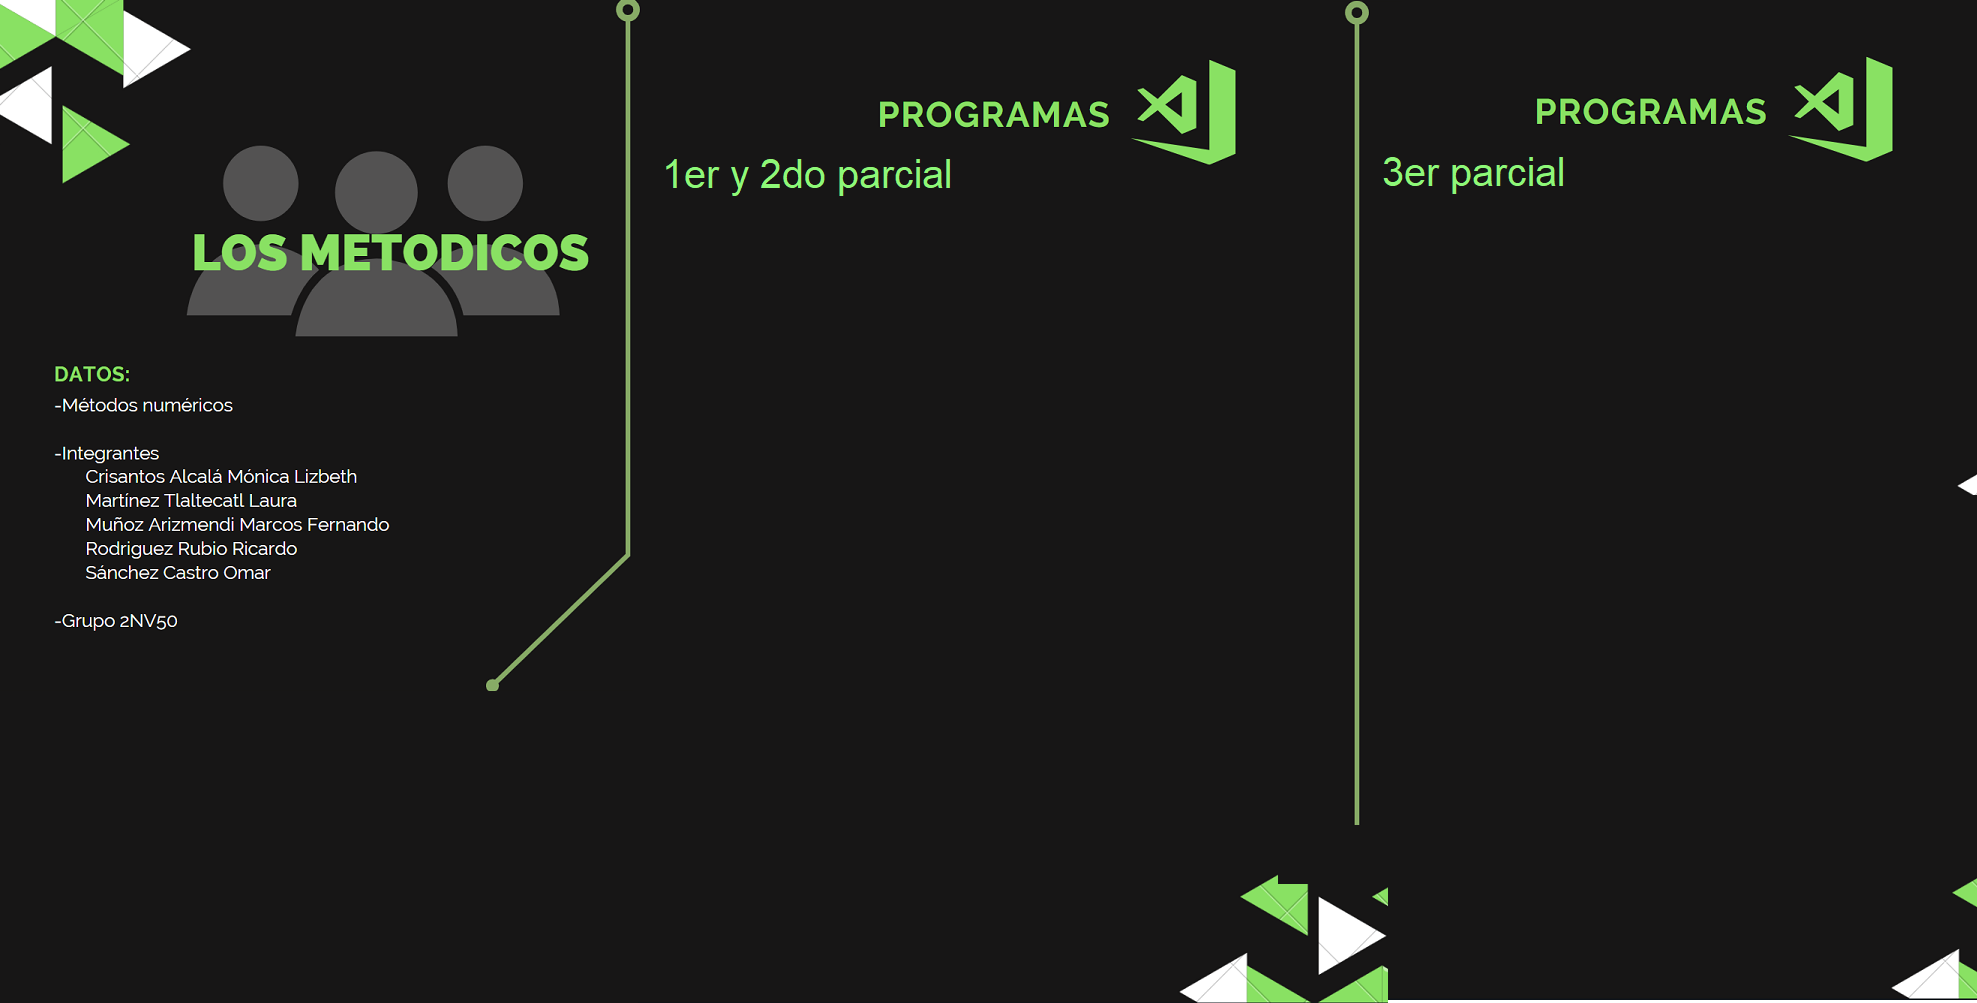 LOS METODICOS
DATOS:
-Métodos numéricos
-Integrantes
Crisantos Alcalá Mónica Lizbeth
Martínez Tlaltecatl Laura
Muñoz Arizmendi Marcos Fernando
Rodriguez Rubio Ricardo
Sánchez Castro Omar
-Grupo 2NV50
PROGRAMAS
1er y 2do parcial
PROGRAMAS
3er parcial